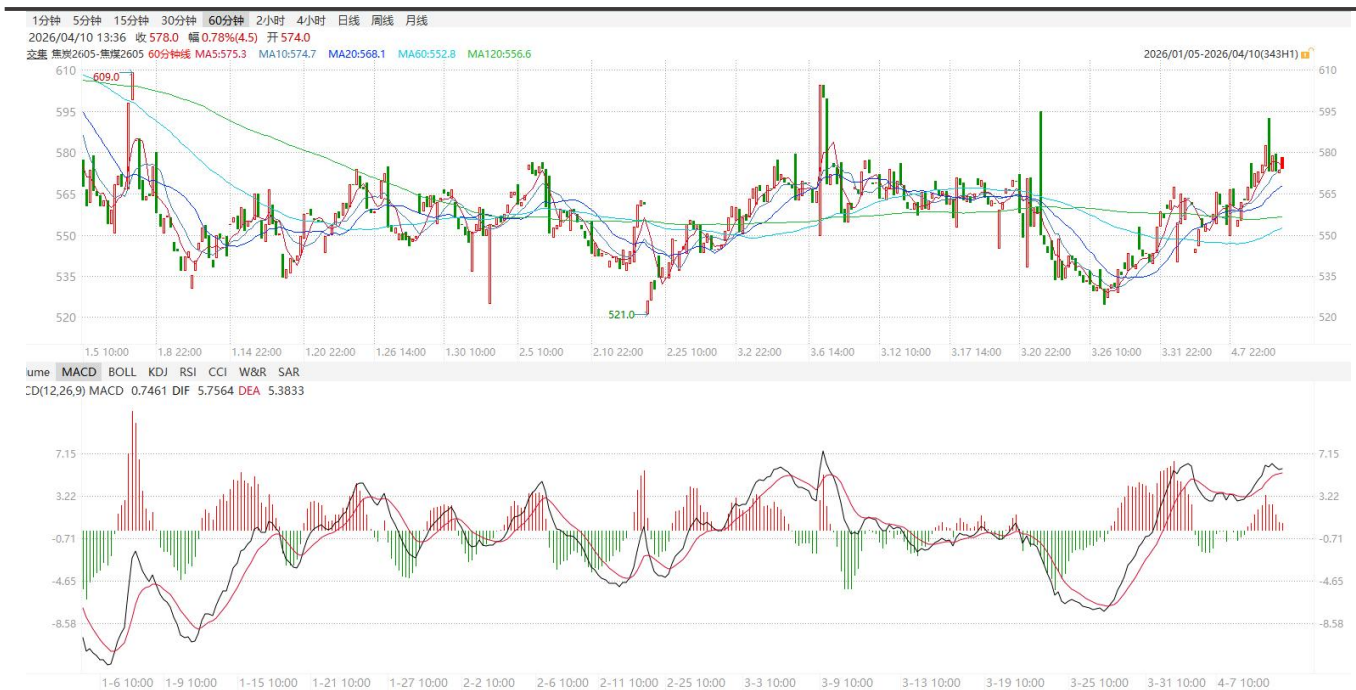 1分钟 5分钟 15分钟 30分钟 60分钟 2小时 4小时 日线 周线 月线
2026/04/10 13:36 收 578.0 幅 0.78%(4.5) 开 574.0
交集 焦炭2605-焦煤2605 60分钟线 MA5:575.3 MA10:574.7 MA20:568.1 MA60:552.8 MA120:556.6 2026/01/05-2026/04/10(343H1)
610 609.0 610
595 595
580 580
565 565
550 550
535 535
520 521.0 520
1.5 10:00 1.8 22:00 1.14 22:00 1.20 22:00 1.26 14:00 1.30 10:00 2.5 10:00 2.10 22:00 2.25 10:00 3.2 22:00 3.6 14:00 3.12 10:00 3.17 14:00 3.20 22:00 3.26 10:00 3.31 22:00 4.7 22:00
lume MACD BOLL KDJ RSI CCI W&R SAR
CD(12,26,9) MACD 0.7461 DIF 5.7564 DEA 5.3833
7.15 7.15
3.22 3.22
-0.71 -0.71
-4.65 -4.65
-8.58 -8.58
1-6 10:00 1-9 10:00 1-15 10:00 1-21 10:00 1-27 10:00 2-2 10:00 2-6 10:00 2-11 10:00 2-25 10:00 3-3 10:00 3-9 10:00 3-13 10:00 3-19 10:00 3-25 10:00 3-31 10:00 4-7 10:00